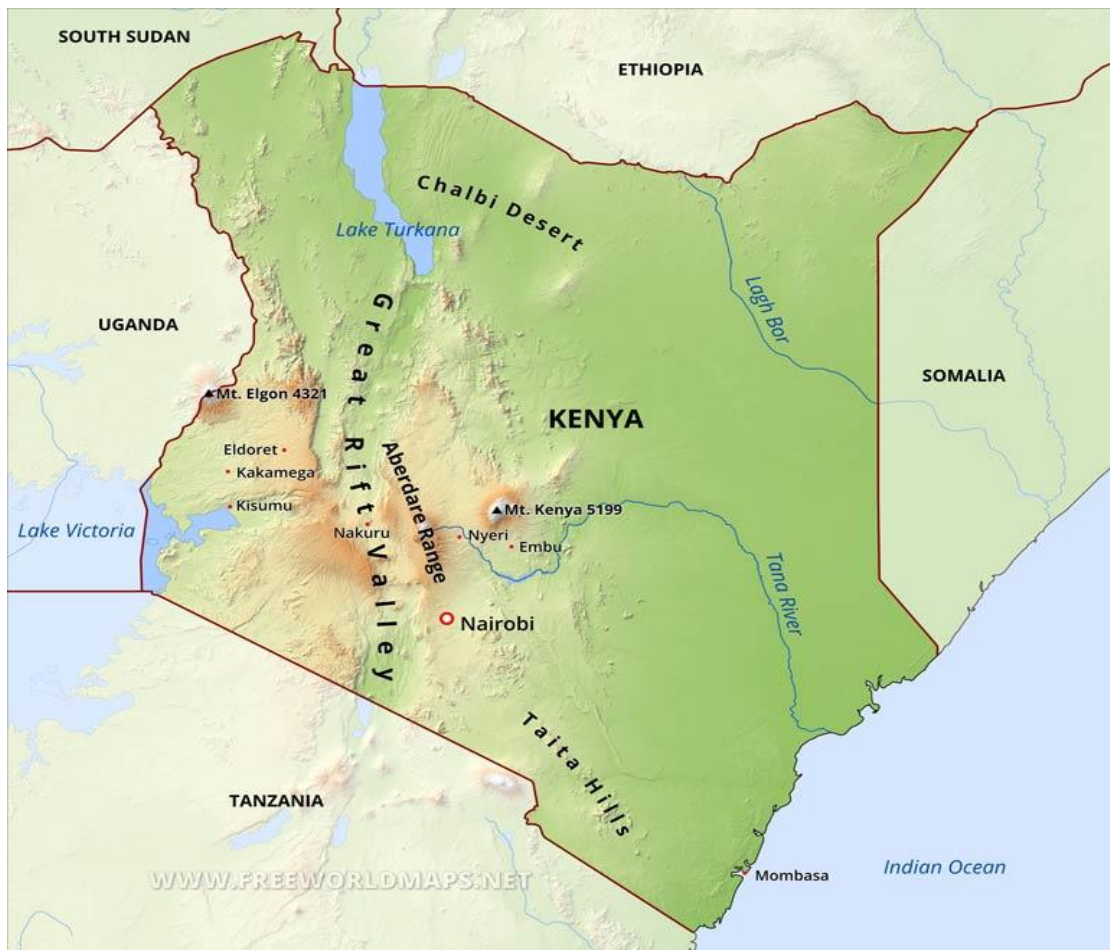 SOUTH SUDAN
ETHIOPIA
Chalbi Desert
Lake Turkana
Lagh Bor
UGANDA
Great Rift Valley
SOMALIA
Mt. Elgon 4321
KENYA
Eldoret
Aberdare Range
Kakamega
Kisumu
Mt. Kenya 5199
Lake Victoria
Nakuru
Nyeri
Embu
Tana River
Nairobi
Taita Hills
TANZANIA
Indian Ocean
Mombasa
WWW.FREEWORLDMAPS.NET